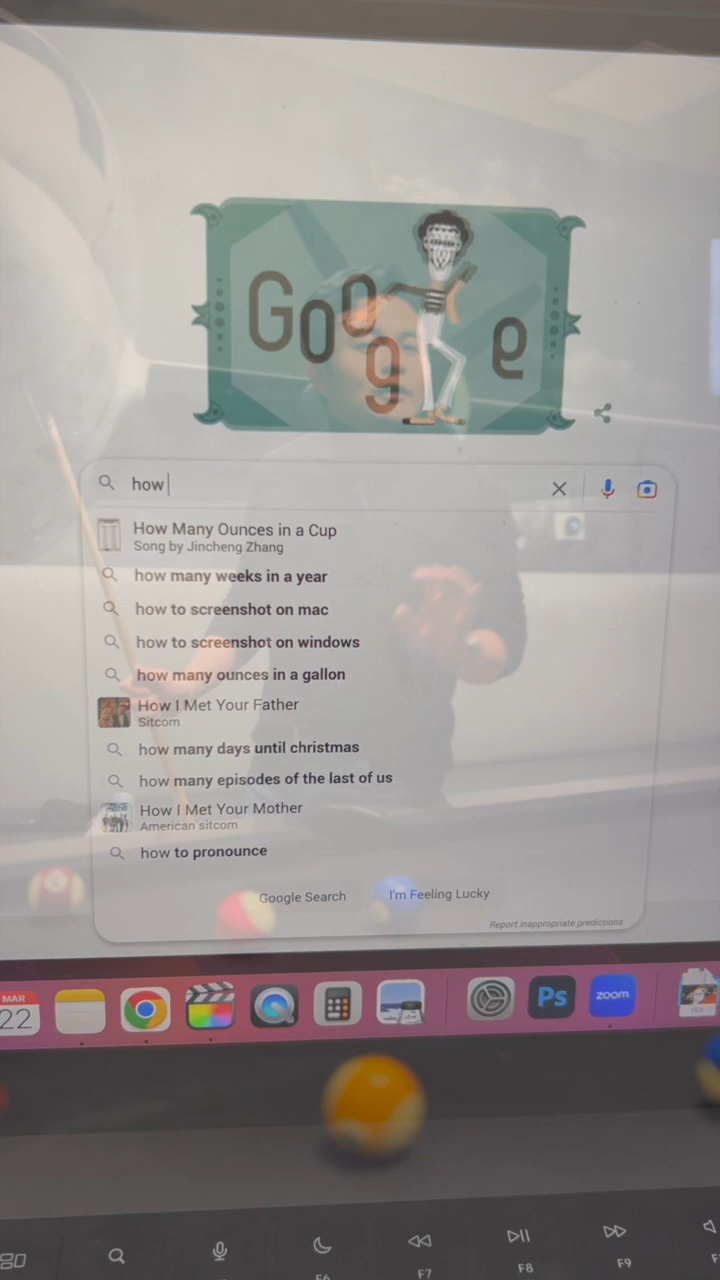 Google
how
How Many Ounces in a Cup
Song by Jincheng Zhang
how many weeks in a year
how to screenshot on mac
how to screenshot on windows
how many ounces in a gallon
How I Met Your Father
Sitcom
how many days until christmas
how many episodes of the last of us
How I Met Your Mother
American sitcom
how to pronounce
Google Search I'm Feeling Lucky
Report inappropriate predictions
MAR
22
Ps
zoom
F6 F7 F8 F9